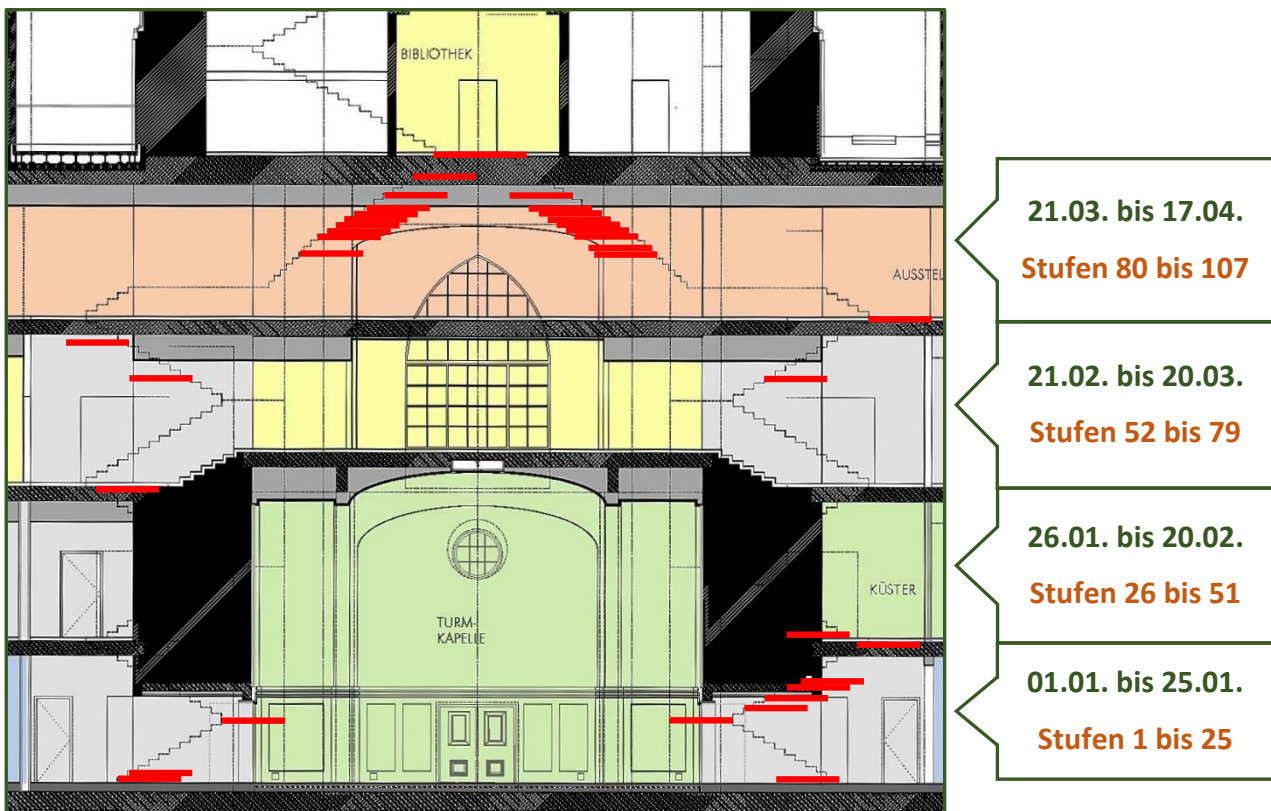 BIBLIOTHEK
21.03. bis 17.04.
Stufen 80 bis 107
AUSSTEL
21.02. bis 20.03.
Stufen 52 bis 79
26.01. bis 20.02.
Stufen 26 bis 51
KÜSTER
TURM-
KAPELLE
01.01. bis 25.01.
Stufen 1 bis 25